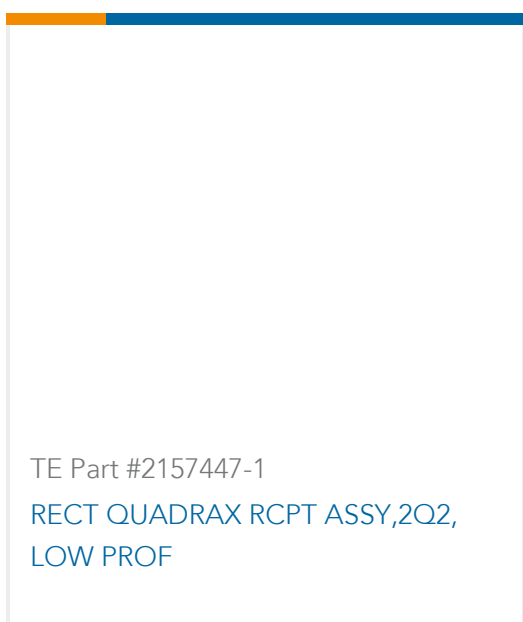 TE Part #2157447-1
RECT QUADRAX RCPT ASSY,2Q2,
LOW PROF